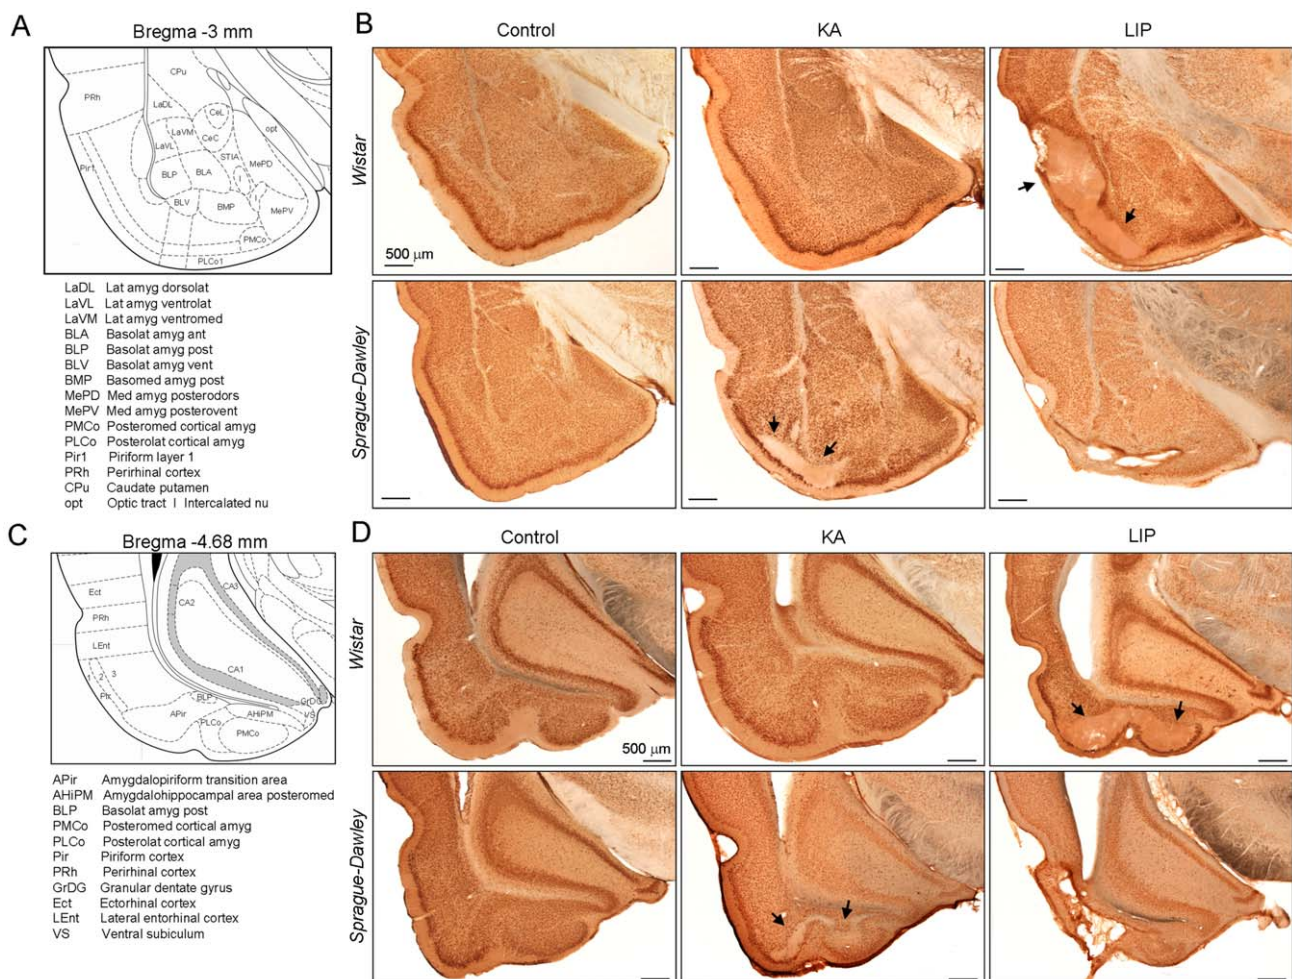 A
Bregma -3 mm
PRh
CPu
LaDL
CeL
LaVM
CeC
LaVL
opt
STIA
MePD
Pir1
BLP
BLA
BLV
BMP
MePV
PMCo
PLCo1
LaDL Lat amyg dorsolat
LaVL Lat amyg ventrolat
LaVM Lat amyg ventromed
BLA Basolat amyg ant
BLP Basolat amyg post
BLV Basolat amyg vent
BMP Basomed amyg post
MePD Med amyg posterodors
MePV Med amyg posterovent
PMCo Posteromed cortical amyg
PLCo Posterolat cortical amyg
Pir1 Piriform layer 1
PRh Perirhinal cortex
CPu Caudate putamen
opt Optic tract I Intercalated nu
B
Control KA LIP
Wistar
500 µm
Sprague-Dawley
C
Bregma -4.68 mm
Ect
CA3
CA2
PRh
LEnt
CA1
1 2 3
Pir
BLP
GrDG
APir
AHiPM
VS
PLCo
PMCo
APir Amygdalopiriform transition area
AHiPM Amygdalohippocampal area posteromed
BLP Basolat amyg post
PMCo Posteromed cortical amyg
PLCo Posterolat cortical amyg
Pir Piriform cortex
PRh Perirhinal cortex
GrDG Granular dentate gyrus
Ect Ectorhinal cortex
LEnt Lateral entorhinal cortex
VS Ventral subiculum
D
Control KA LIP
Wistar
500 µm
Sprague-Dawley